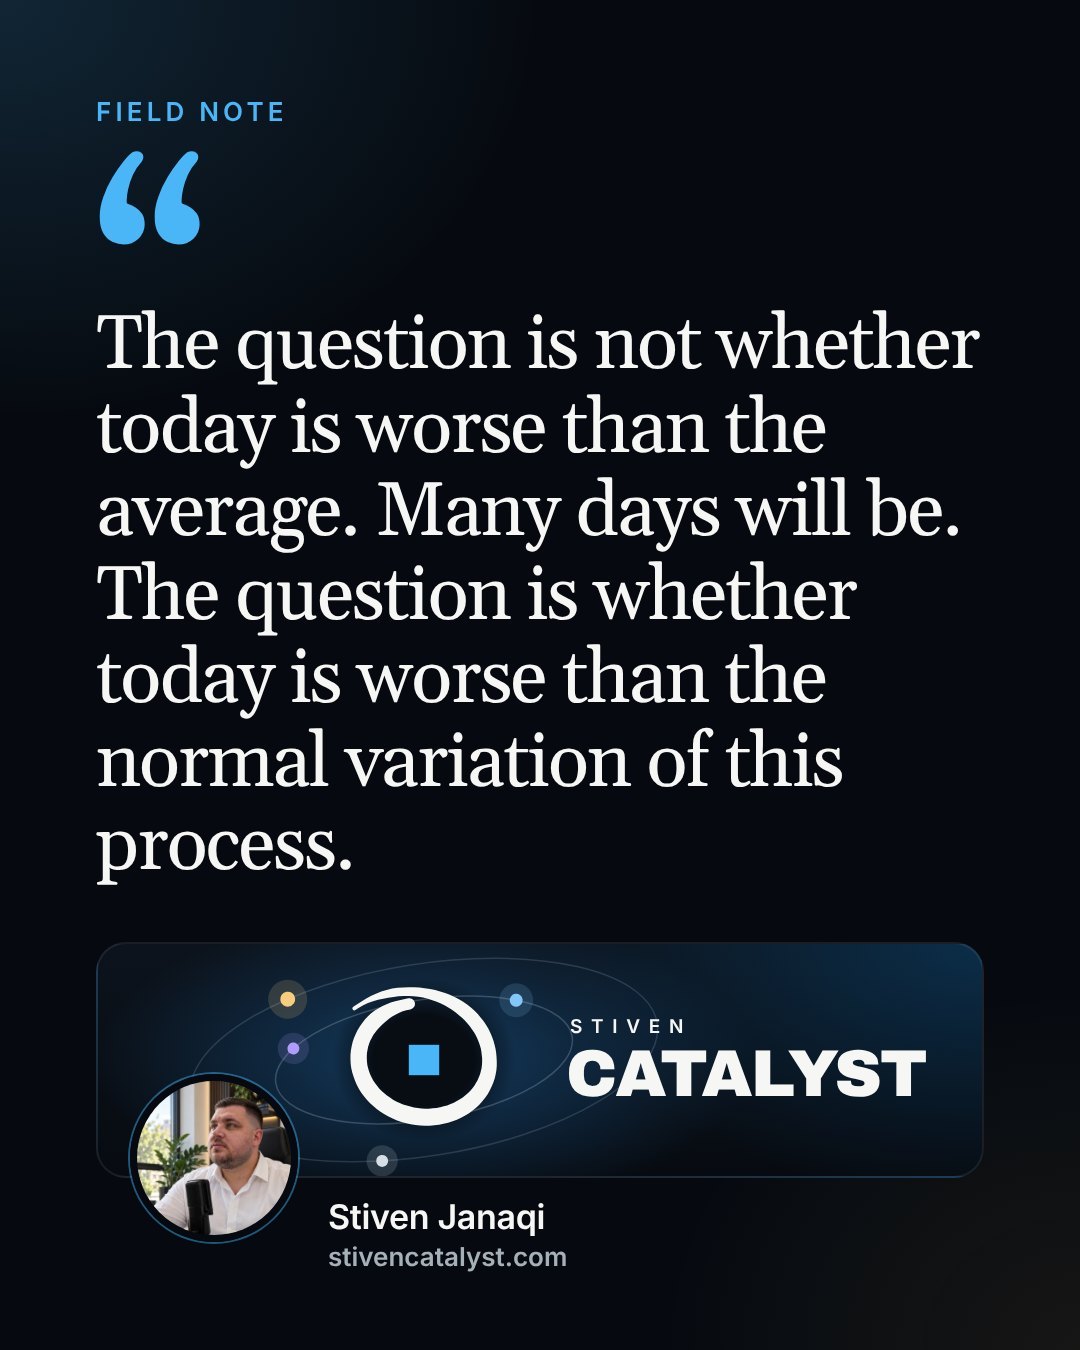 FIELD NOTE
“
The question is not whether
today is worse than the
average. Many days will be.
The question is whether
today is worse than the
normal variation of this
process.
STIVEN
CATALYST
Stiven Janaqi
stivencatalyst.com